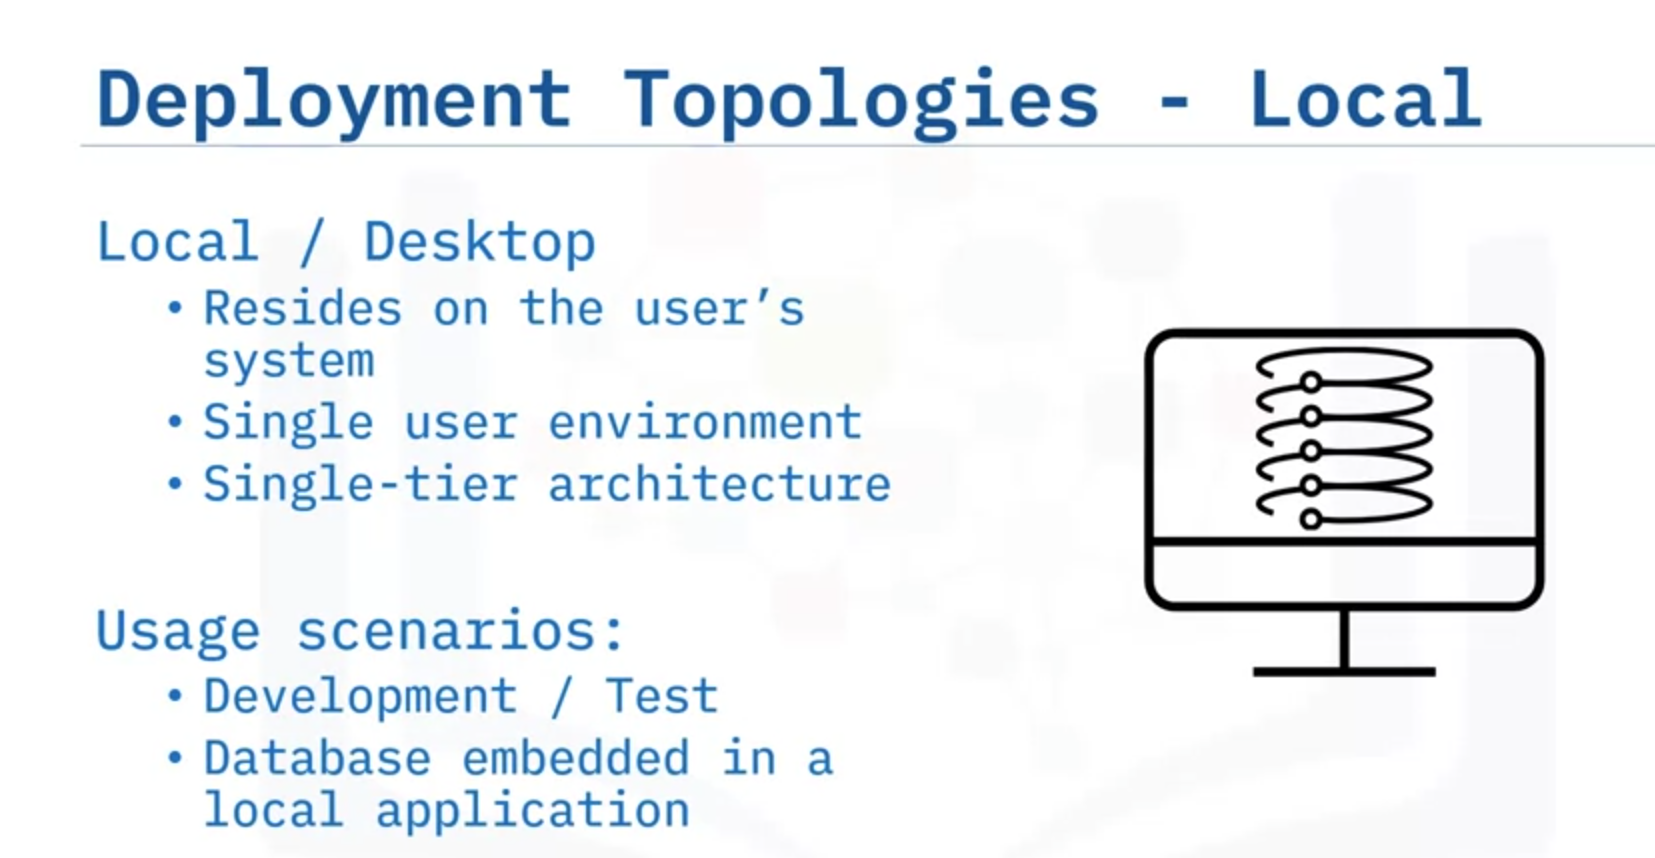 Deployment Topologies - Local
Local / Desktop
• Resides on the user’s
system
• Single user environment
• Single-tier architecture
Usage scenarios:
• Development / Test
• Database embedded in a
local application